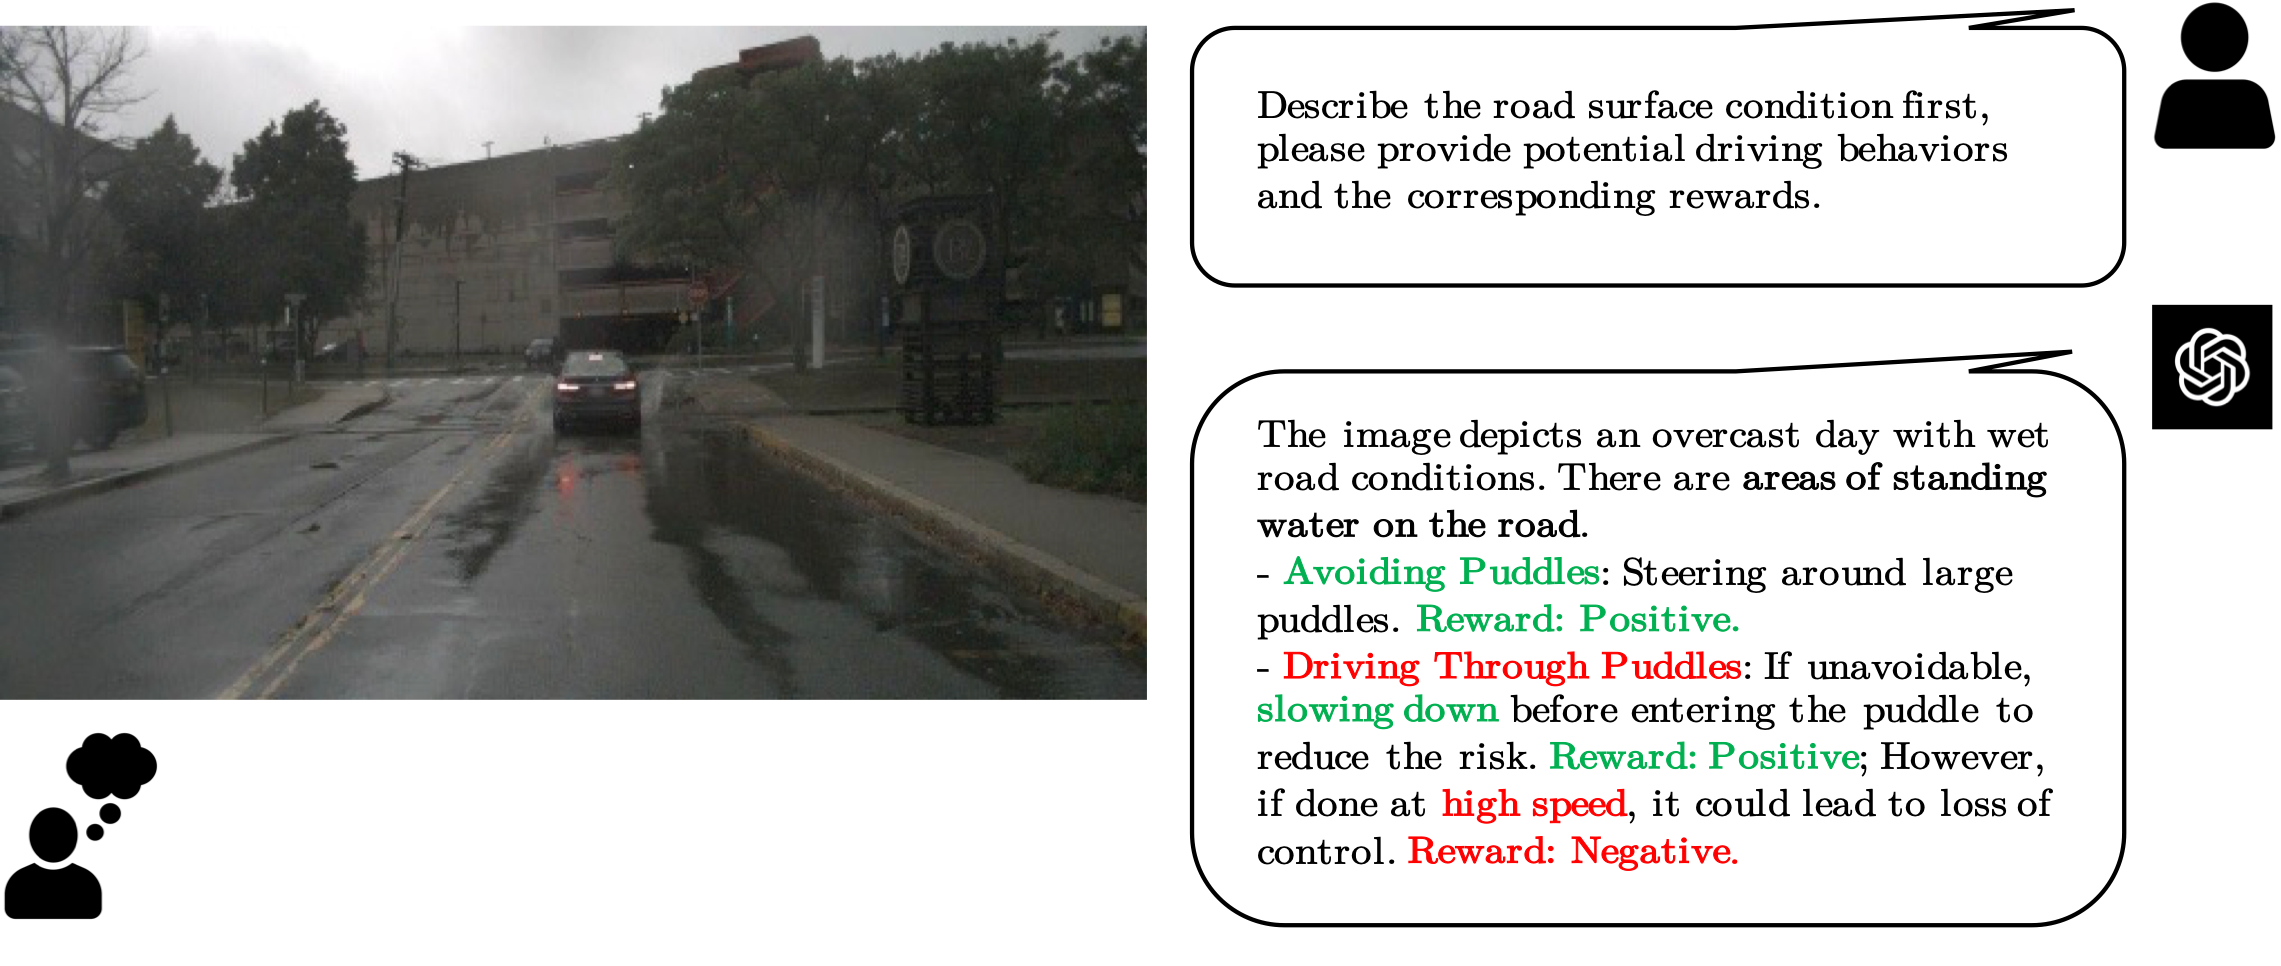 Describe the road surface condition first,
please provide potential driving behaviors
and the corresponding rewards.
The image depicts an overcast day with wet
road conditions. There are areas of standing
water on the road.
- Avoiding Puddles: Steering around large
puddles. Reward: Positive.
- Driving Through Puddles: If unavoidable,
slowing down before entering the puddle to
reduce the risk. Reward: Positive; However,
if done at high speed, it could lead to loss of
control. Reward: Negative.